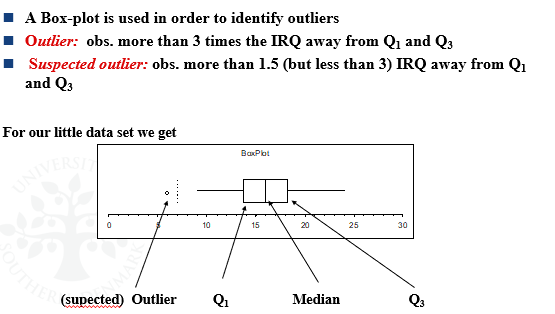 A Box-plot is used in order to identify outliers
Outlier: obs. more than 3 times the IRQ away from Q1 and Q3
Suspected outlier: obs. more than 1.5 (but less than 3) IRQ away from Q1
and Q3
For our little data set we get
BoxPlot
0 5 10 15 20 25 30
(supected) Outlier Q1 Median Q3
UNIVERSIT
SOUTHERN DENMARK